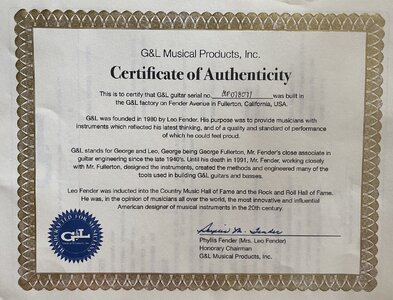 G&L Musical Products, Inc.
Certificate of Authenticity
This is to certify that G&L guitar serial no. was built in
the G&L factory on Fender Avenue in Fullerton, California, USA.
G&L was founded in 1980 by Leo Fender. His purpose was to provide musicians with
instruments which reflected his latest thinking, and of a quality and standard of performance
of which he could feel proud.
G&L stands for George and Leo, George being George Fullerton, Mr. Fender's close associate in
guitar engineering since the late 1940's. Until his death in 1991, Mr. Fender, working closely
with Mr. Fullerton, designed the instruments, created the methods and engineered many of the
tools used in building G&L guitars and basses.
Leo Fender was inducted into the Country Music Hall of Fame and the Rock and Roll Hall of Fame.
He was, in the opinion of musicians all over the world, the most innovative and influential
American designer of musical instruments in the 20th century.
G&L
Phyllis Fender (Mrs. Leo Fender)
Honorary Chairman
G&L Musical Products, Inc.